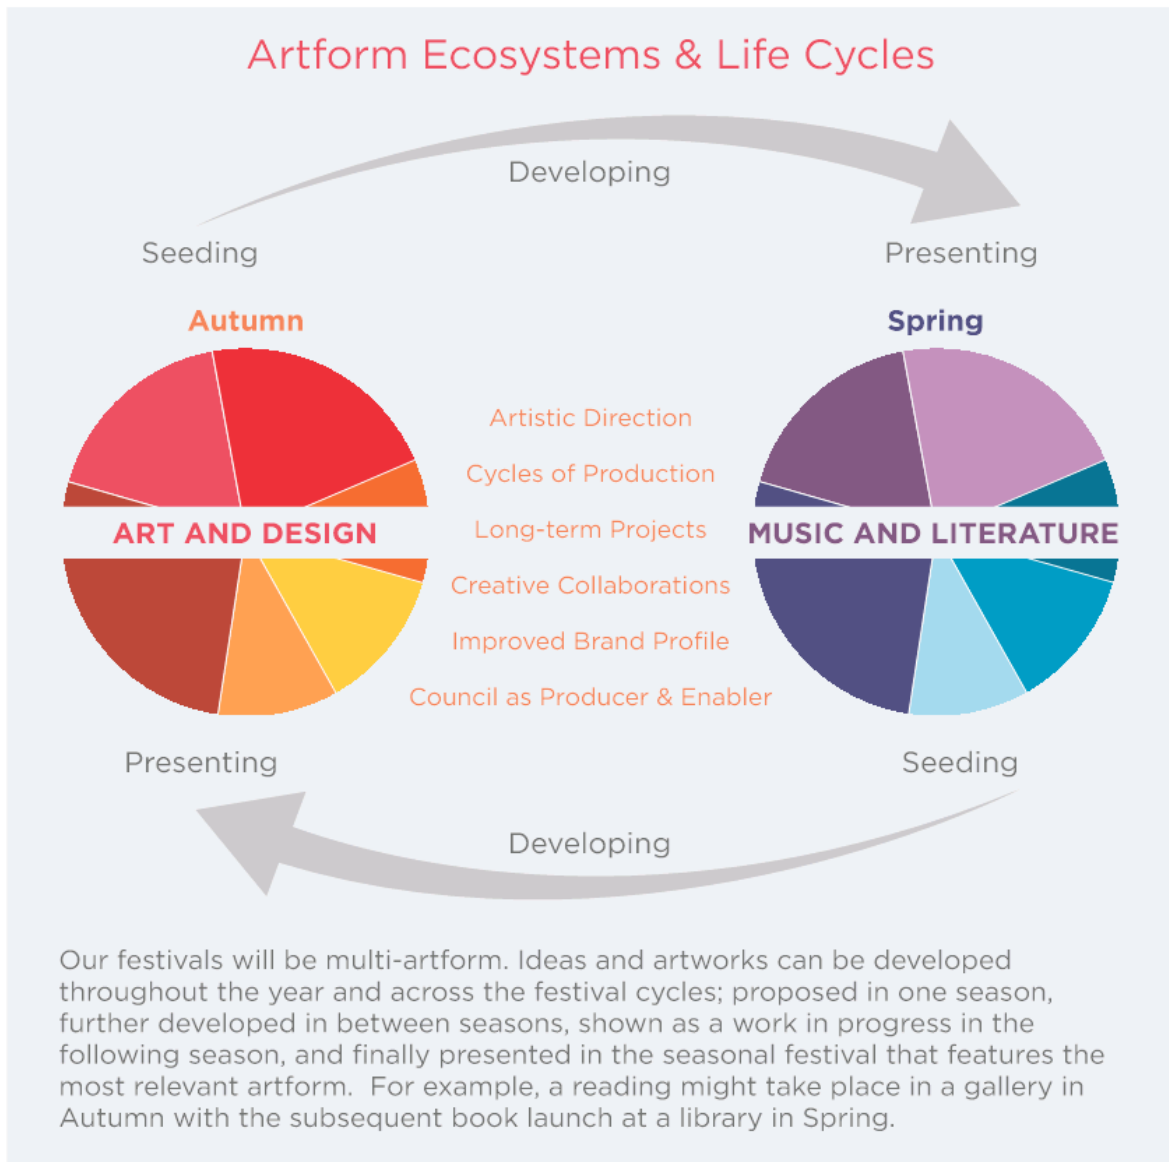 Artform Ecosystems & Life Cycles
Developing
Seeding
Presenting
Autumn
Spring
Artistic Direction
Cycles of Production
Long-term Projects
ART AND DESIGN
MUSIC AND LITERATURE
Creative Collaborations
Improved Brand Profile
Council as Producer & Enabler
Presenting
Seeding
Developing
Our festivals will be multi-artform. Ideas and artworks can be developed
throughout the year and across the festival cycles; proposed in one season,
further developed in between seasons, shown as a work in progress in the
following season, and finally presented in the seasonal festival that features the
most relevant artform.  For example, a reading might take place in a gallery in
Autumn with the subsequent book launch at a library in Spring.